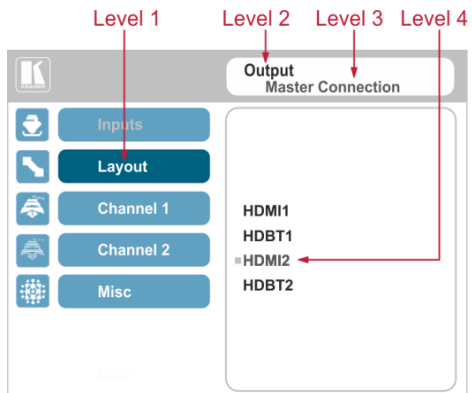 Level 1 Level 2 Level 3 Level 4
K
KRAMER
Output
Master Connection
Inputs
Layout
Channel 1
Channel 2
Misc
HDMI1
HDBT1
HDMI2
HDBT2